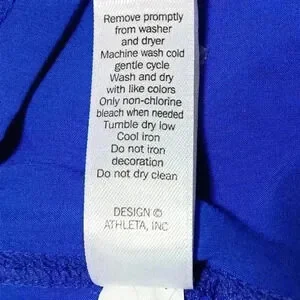 Remove promptly
from washer
and dryer
Machine wash cold
gentle cycle
Wash and dry
with like colors
Only non-chlorine
bleach when needed
Tumble dry low
Cool iron
Do not iron
decoration
Do not dry clean
DESIGN ©
ATHLETA, INC